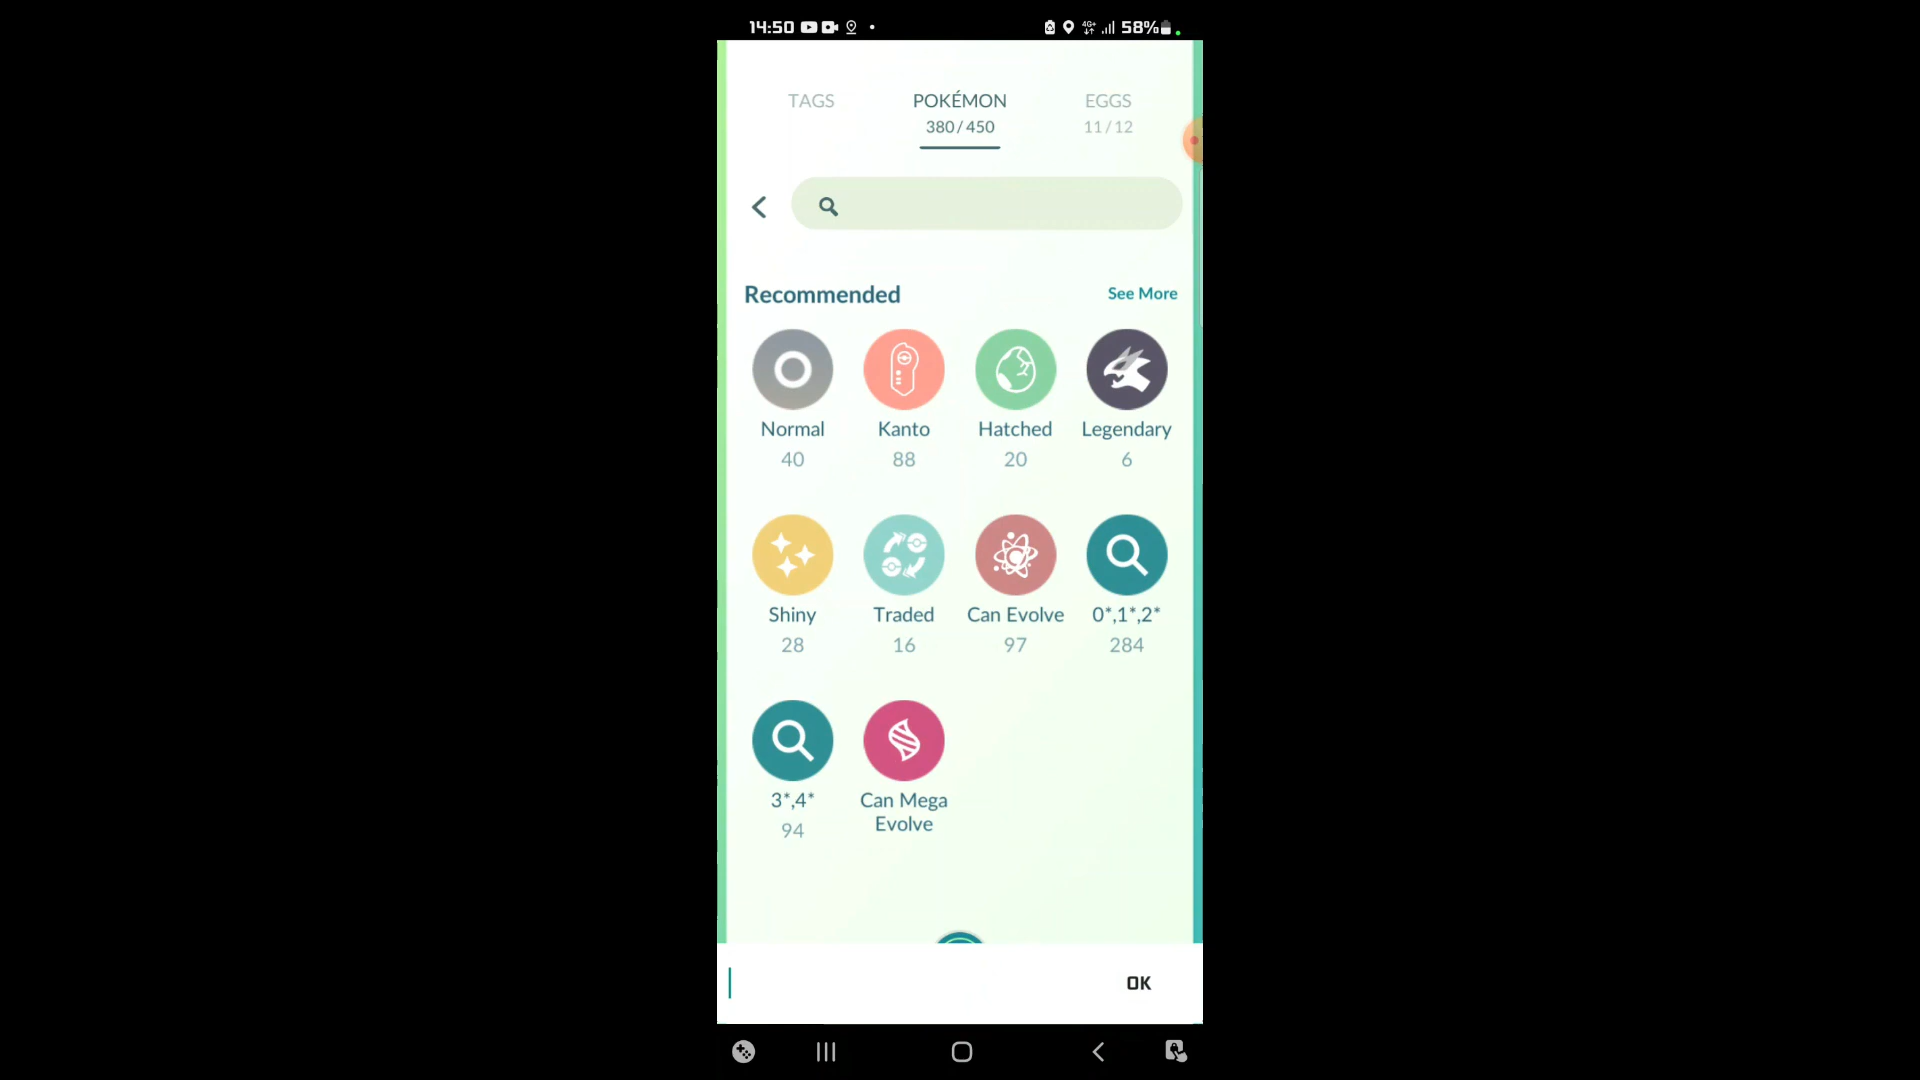 14:50 4G+ 58%
TAGS POKÉMON EGGS
380/450 11/12
Recommended See More
Normal Kanto Hatched Legendary
40 88 20 6
Shiny Traded Can Evolve 0*,1*,2*
28 16 97 284
3*,4* Can Mega
Evolve
94
OK